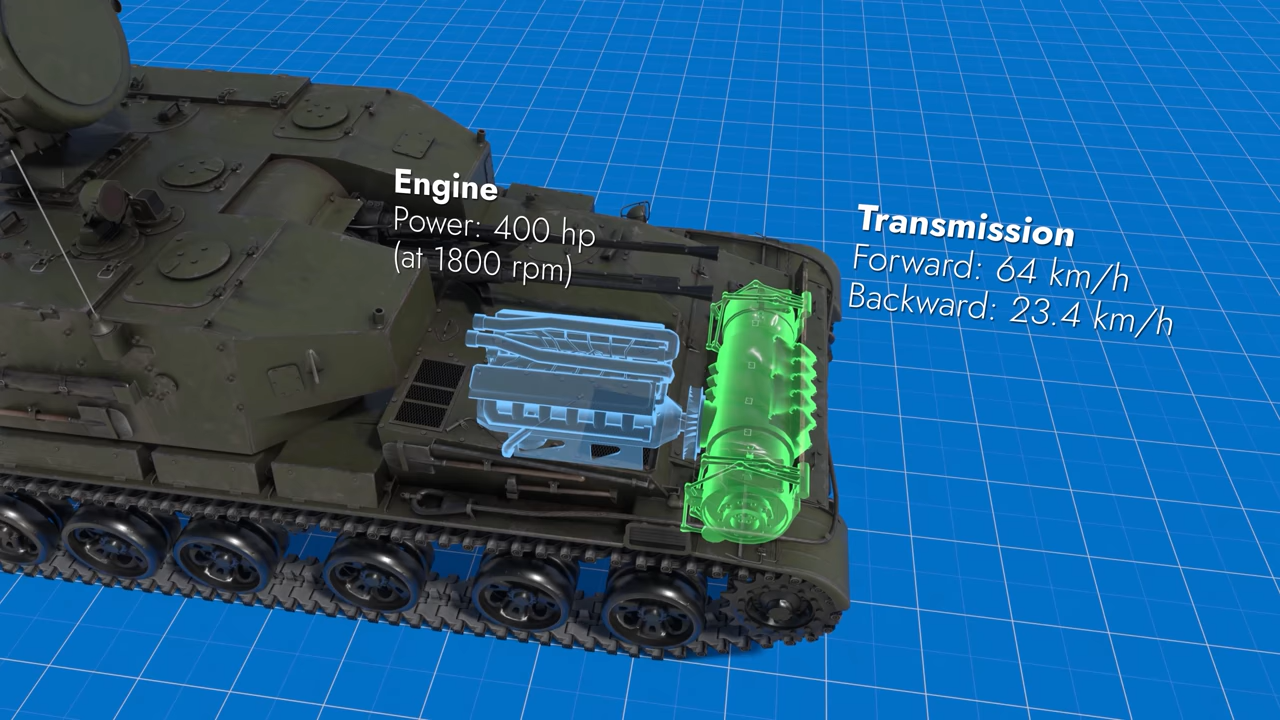 Engine
Power: 400 hp
(at 1800 rpm)
Transmission
Forward: 64 km/h
Backward: 23.4 km/h